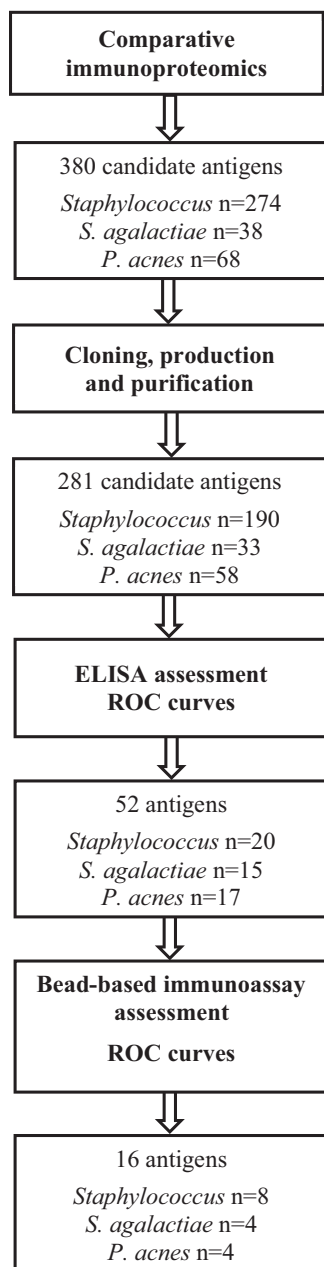 Comparative
immunoproteomics
380 candidate antigens
Staphylococcus n=274
S. agalactiae n=38
P. acnes n=68
Cloning, production
and purification
281 candidate antigens
Staphylococcus n=190
S. agalactiae n=33
P. acnes n=58
ELISA assessment
ROC curves
52 antigens
Staphylococcus n=20
S. agalactiae n=15
P. acnes n=17
Bead-based immunoassay
assessment
ROC curves
16 antigens
Staphylococcus n=8
S. agalactiae n=4
P. acnes n=4